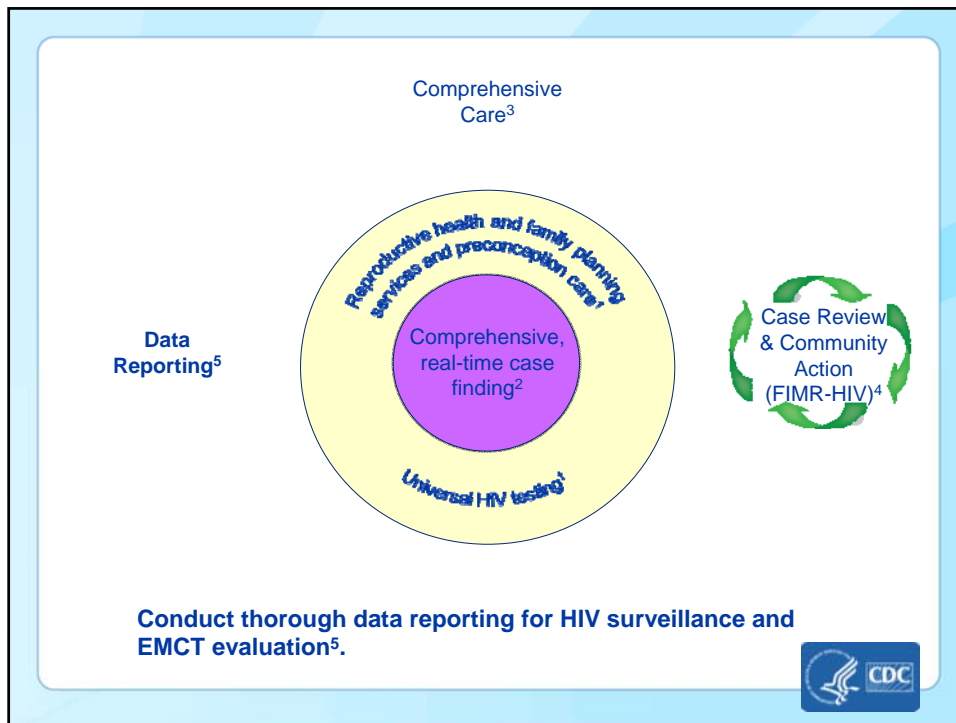 Comprehensive
Care³
Reproductive health and family planning
services and preconception care¹
Comprehensive,
real-time case
finding²
Universal HIV testing¹
Data
Reporting⁵
Case Review
& Community
Action
(FIMR-HIV)⁴
Conduct thorough data reporting for HIV surveillance and
EMCT evaluation⁵.
CDC